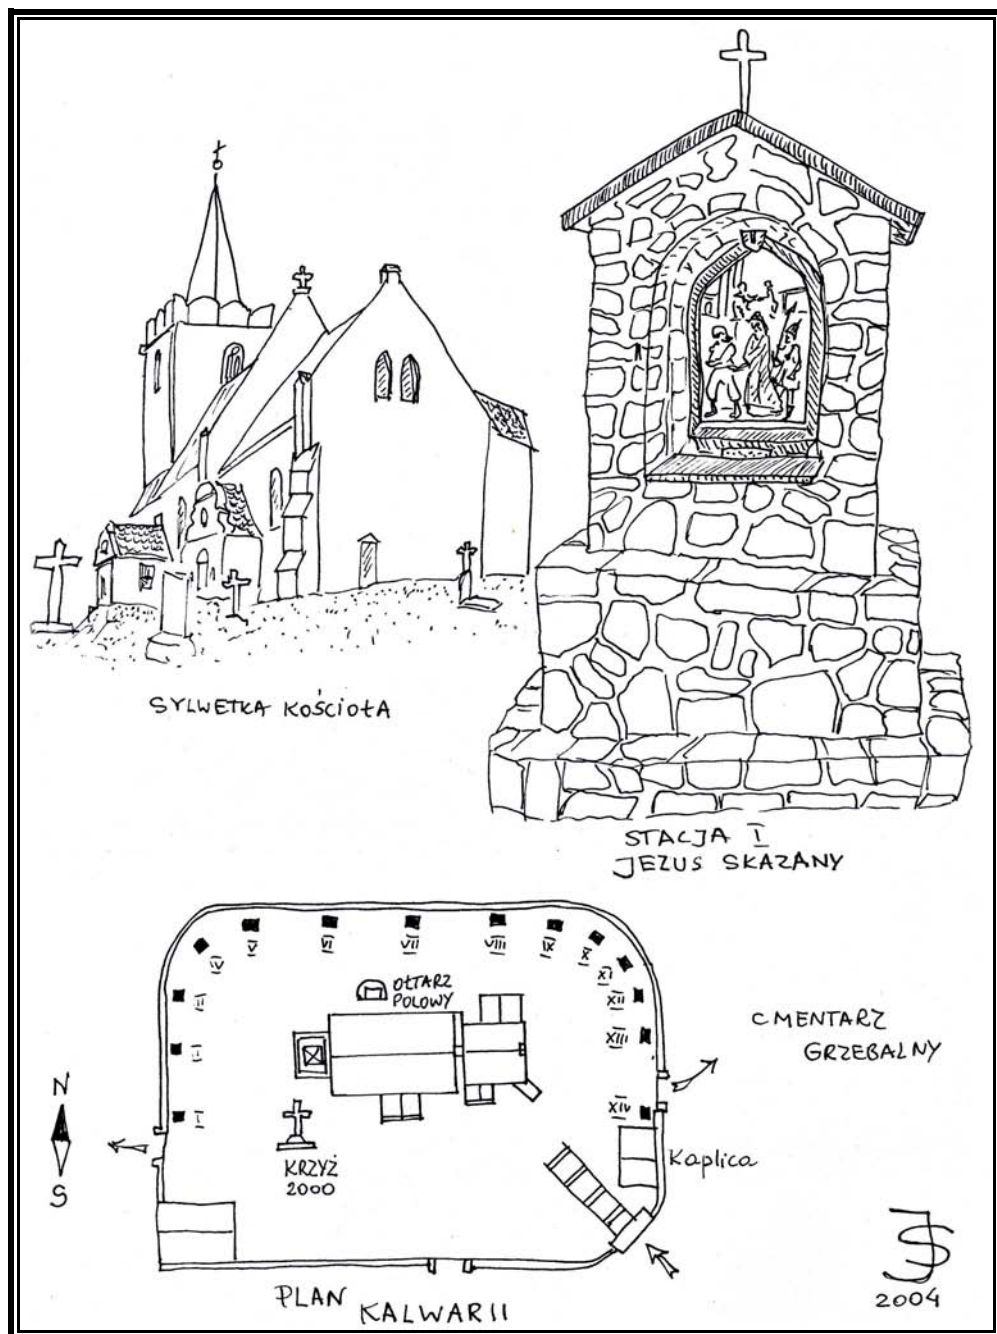 SYLWETKA KOŚCIOŁA
STACJA I
JEZUS SKAZANY
I
II
III
IV
V
VI
VII
VIII
IX
X
XI
XII
XIII
XIV
OŁTARZ
POLOWY
CMENTARZ
GRZEBALNY
N
S
KRZYŻ
2000
Kaplica
PLAN KALWARII
JS
2004